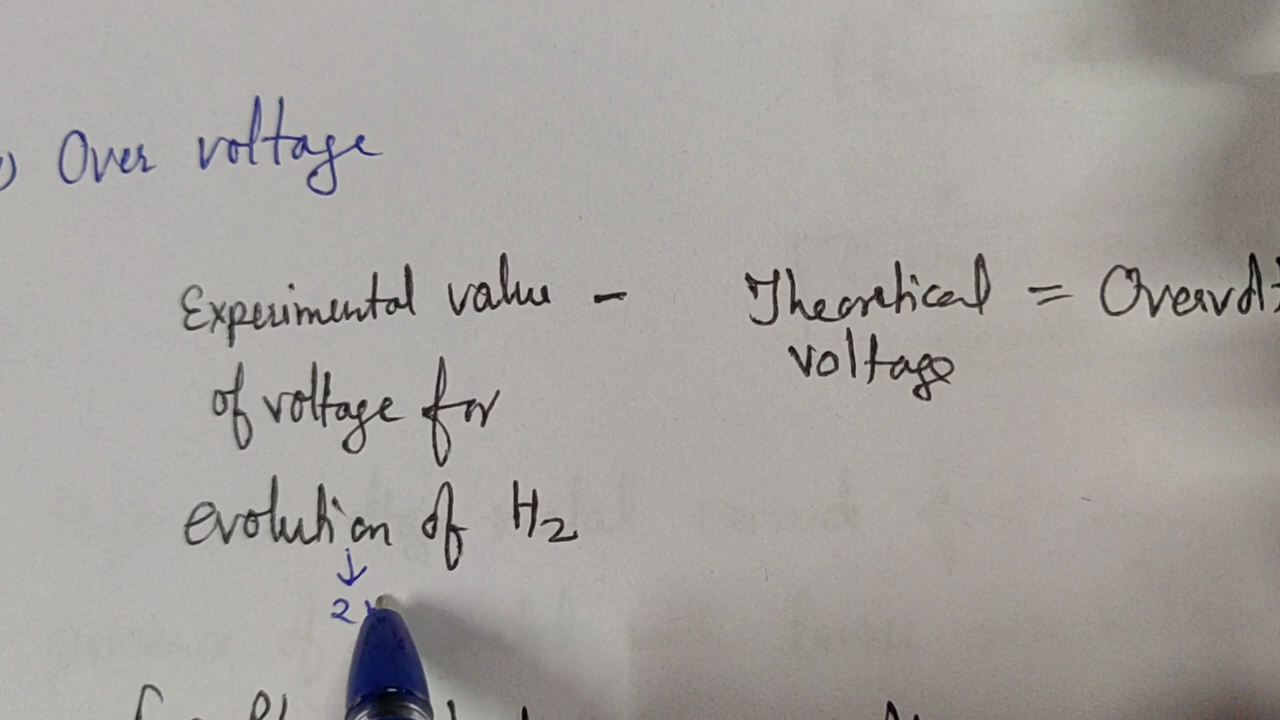 ) Over voltage
Experimental value - Theoretical = Overvolt
of voltage for voltage
evolution of H2
↓
2